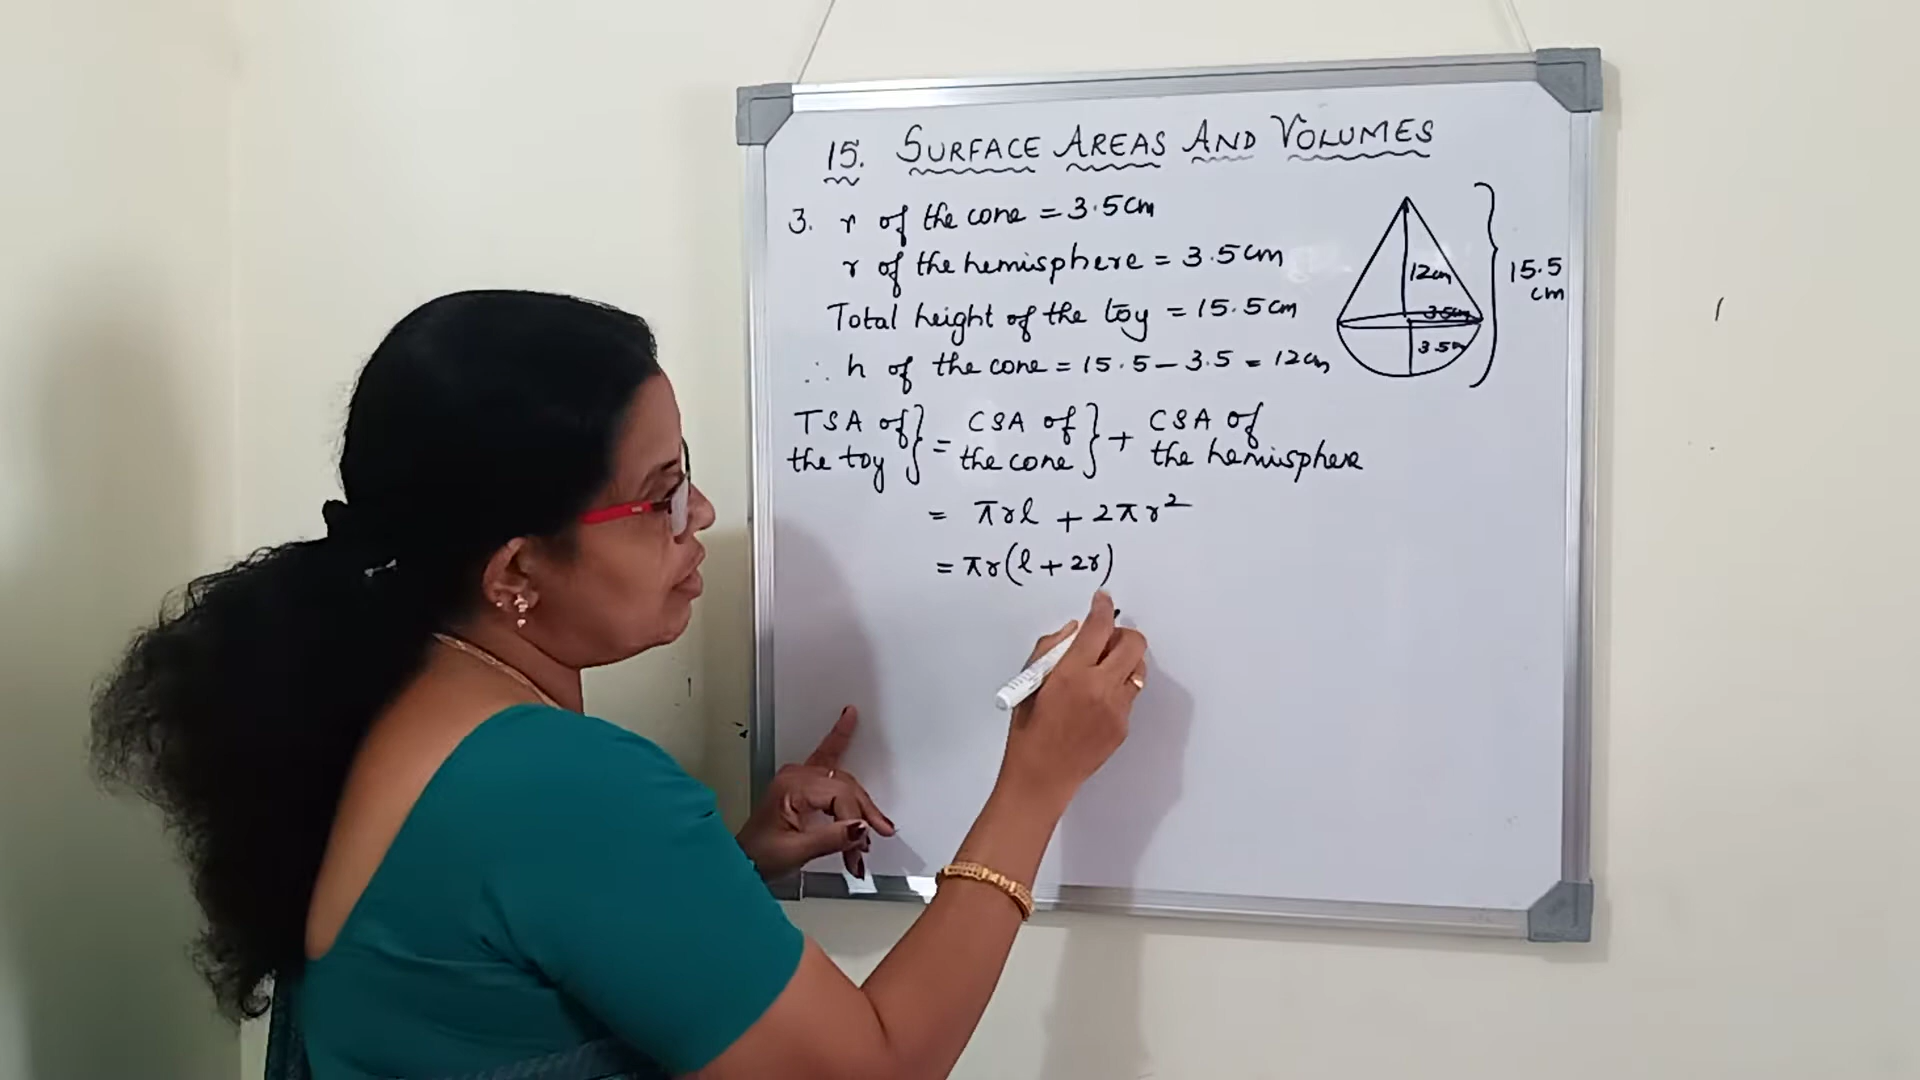 15. SURFACE AREAS AND VOLUMES
3. r of the cone = 3.5cm
r of the hemisphere = 3.5cm
Total height of the toy = 15.5cm
∴ h of the cone = 15.5 – 3.5 = 12cm
12cm
3.5cm
3.5
15.5
cm
TSA of } = CSA of } + CSA of
the toy the cone the hemisphere
= πrl + 2πr²
= πr(l + 2r)